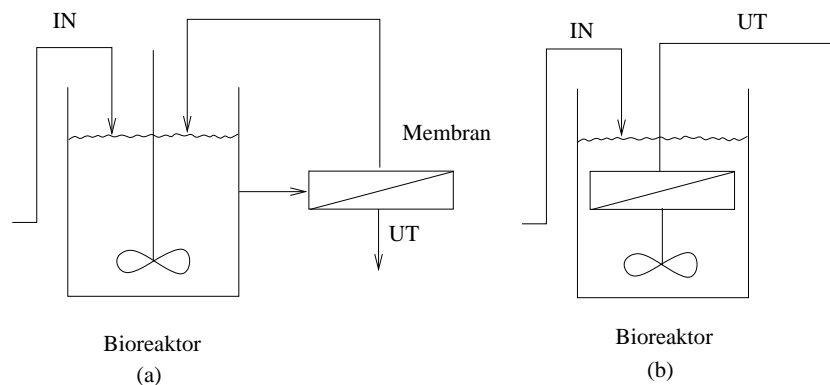 IN
Membran
UT
Bioreaktor
(a)
IN
UT
Bioreaktor
(b)